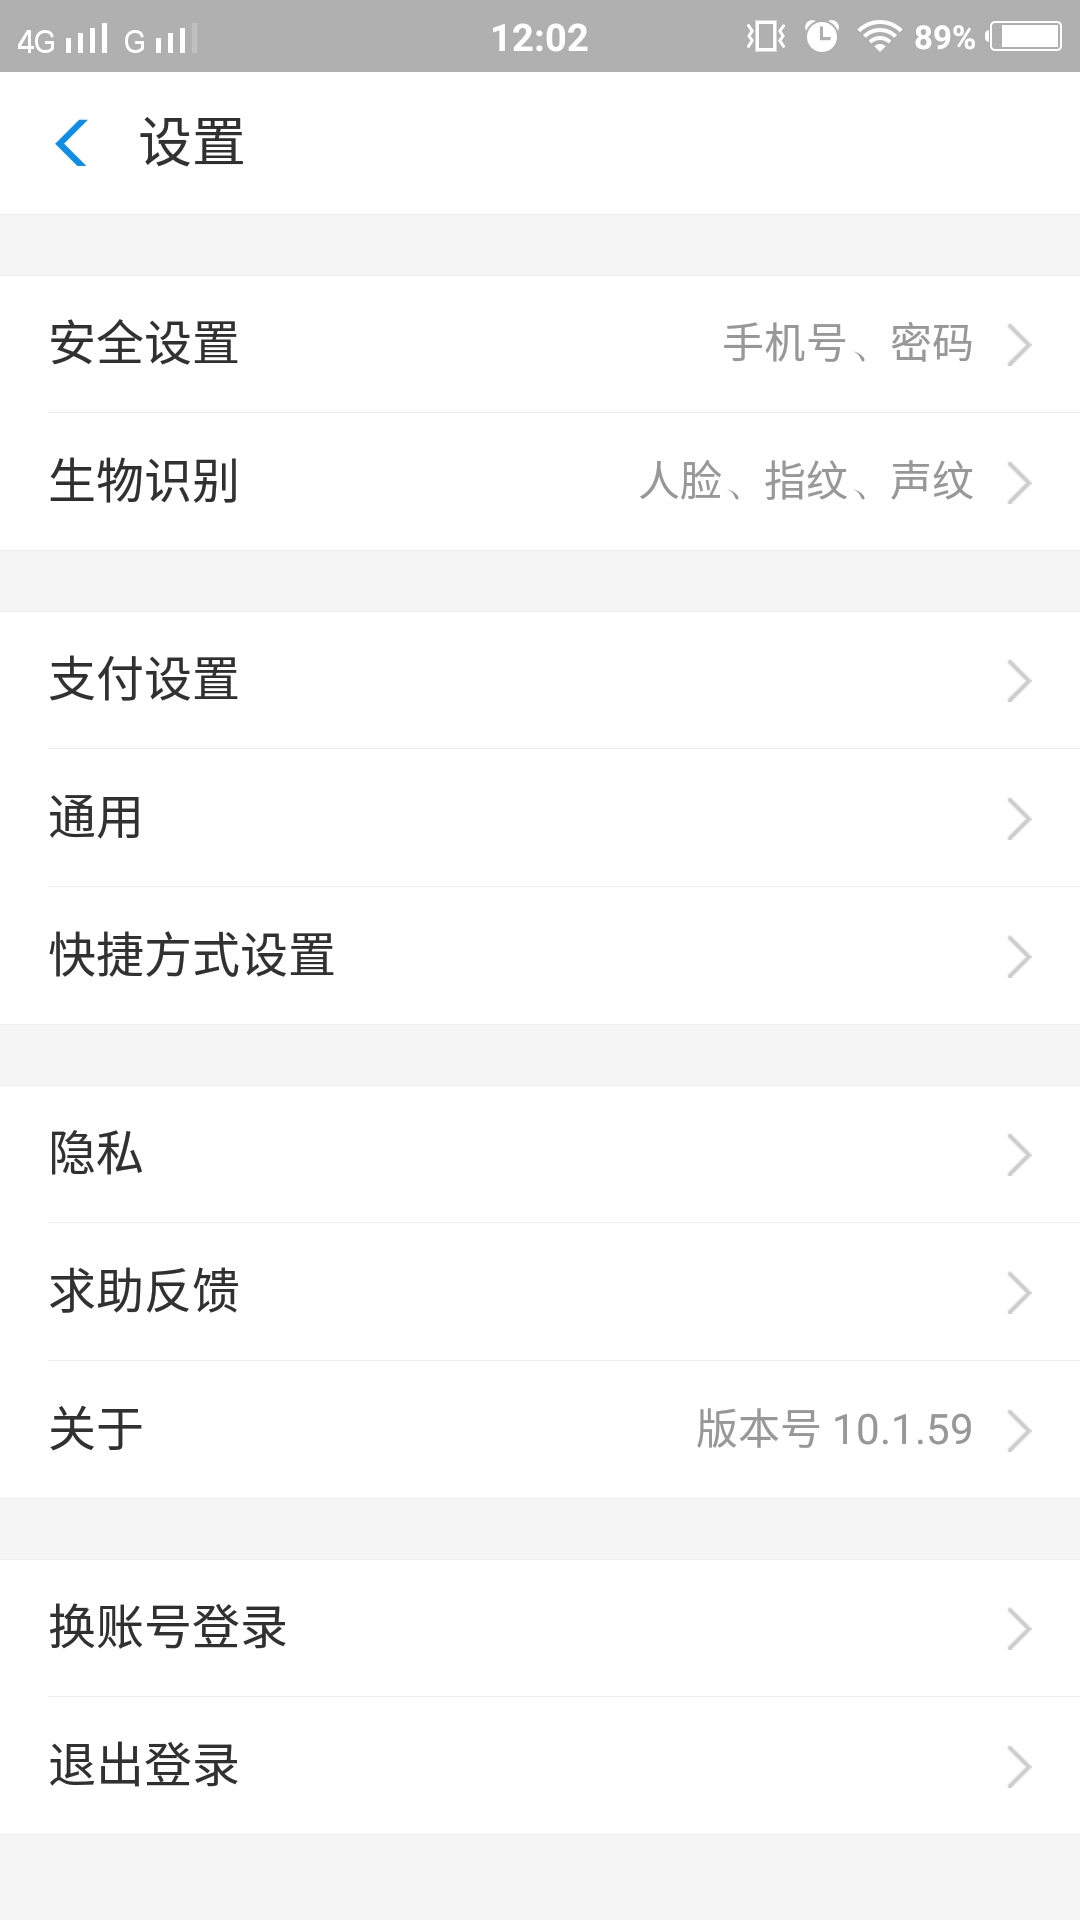 4G G 12:02 89%
设置
安全设置 手机号、密码
生物识别 人脸、指纹、声纹
支付设置
通用
快捷方式设置
隐私
求助反馈
关于 版本号 10.1.59
换账号登录
退出登录